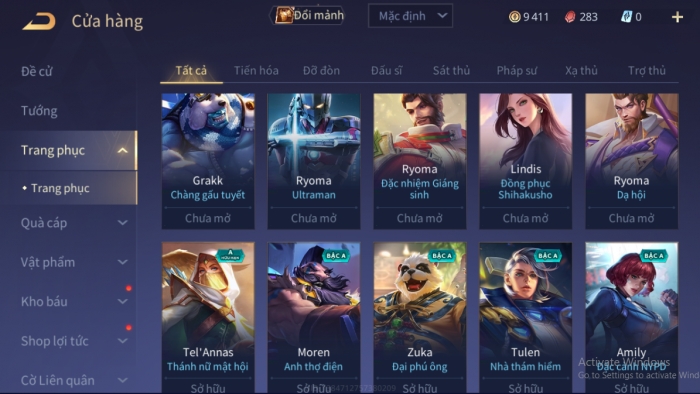 Cửa hàng
Đổi mảnh
Mặc định
9 411
283
0
Đề cử
Tướng
Trang phục
Trang phục
Quà cáp
Vật phẩm
Kho báu
Shop lợi tức
Cờ Liên quân
Tất cả
Tiến hóa
Đỡ đòn
Đấu sĩ
Sát thủ
Pháp sư
Xạ thủ
Trợ thủ
Grakk
Chàng gấu tuyết
Chưa mở
Ryoma
Ultraman
Chưa mở
Ryoma
Đặc nhiệm Giáng
sinh
Chưa mở
Lindis
Đồng phục
Shihakusho
Chưa mở
Ryoma
Dạ hội
Chưa mở
A
Tel'Annas
Thánh nữ mật hội
Sở hữu
BẬC A
Moren
Anh thợ điện
Sở hữu
BẬC A
Zuka
Đại phú ông
Sở hữu
BẬC A
Tulen
Nhà thám hiểm
Sở hữu
BẬC A
Amily
Đặc cảnh NYPD
Sở hữu
Activate Windows
Go to Settings to activate Wind